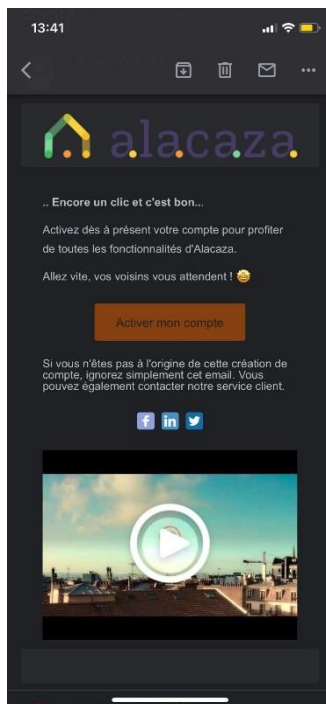 13:41
alacaza
.. Encore un clic et c'est bon...
Activez dès à présent votre compte pour profiter
de toutes les fonctionnalités d'Alacaza.
Allez vite, vos voisins vous attendent ! 🤩
Activer mon compte
Si vous n'êtes pas à l'origine de cette création de
compte, ignorez simplement cet email. Vous
pouvez également contacter notre service client.